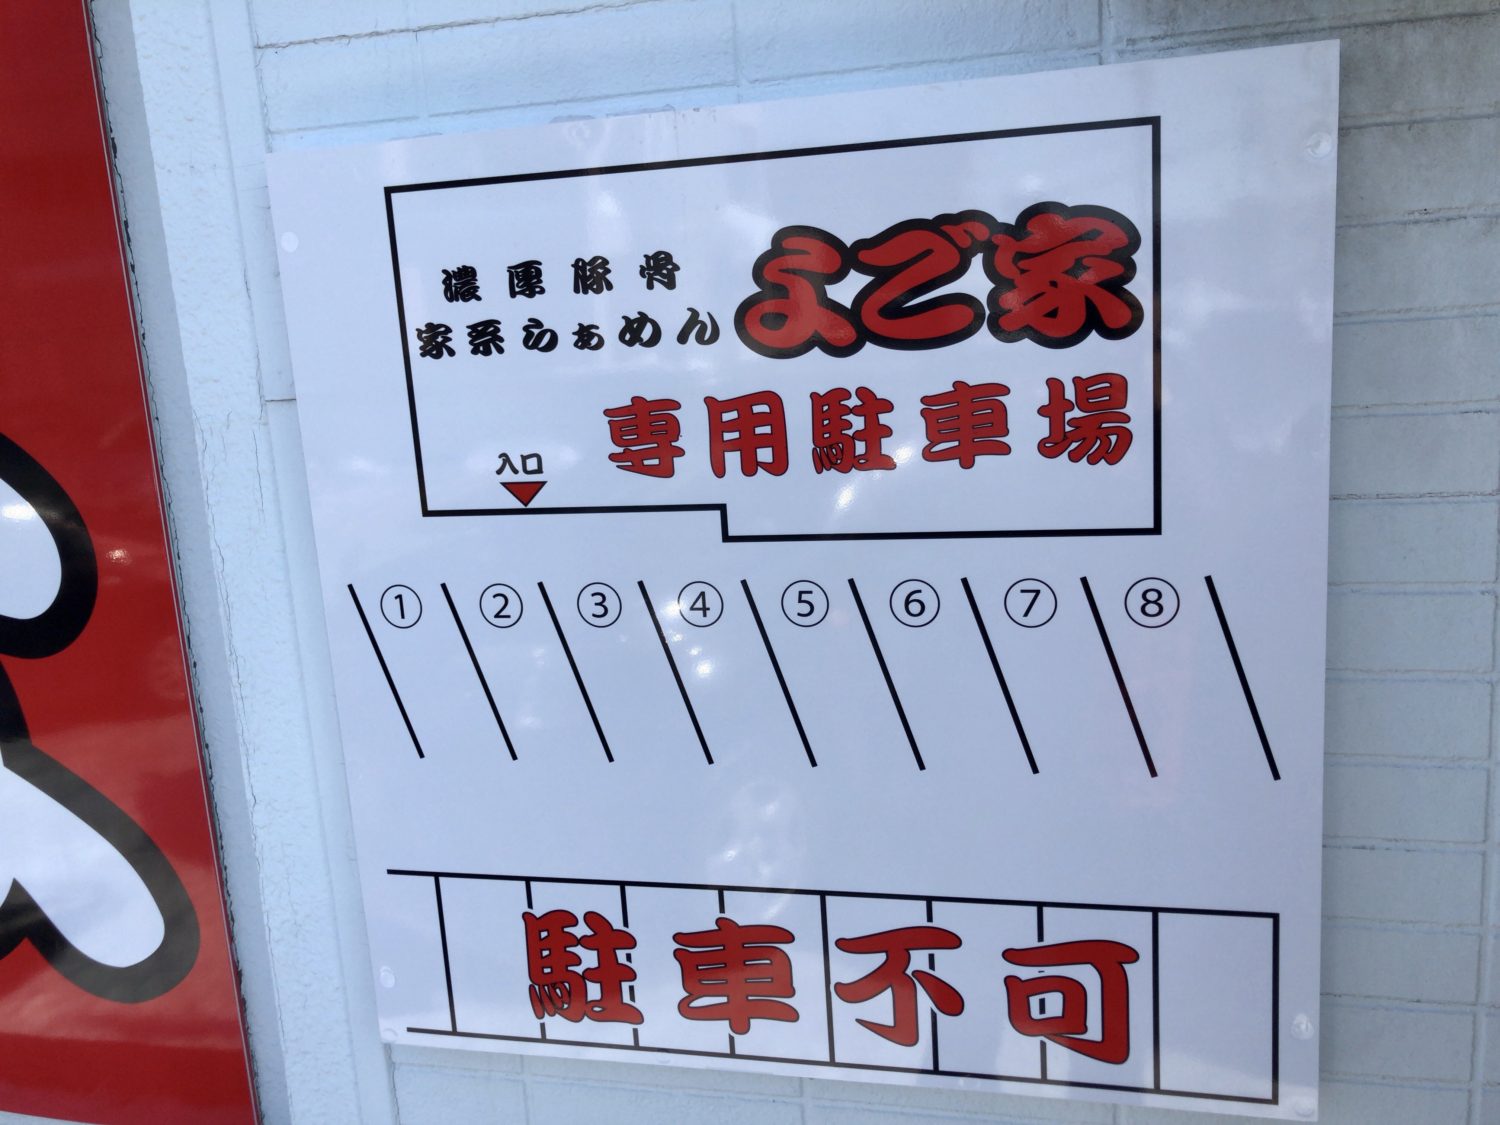 濃厚豚骨
家系らぁめん
よご家
専用駐車場
入口
① ② ③ ④ ⑤ ⑥ ⑦ ⑧
駐車不可